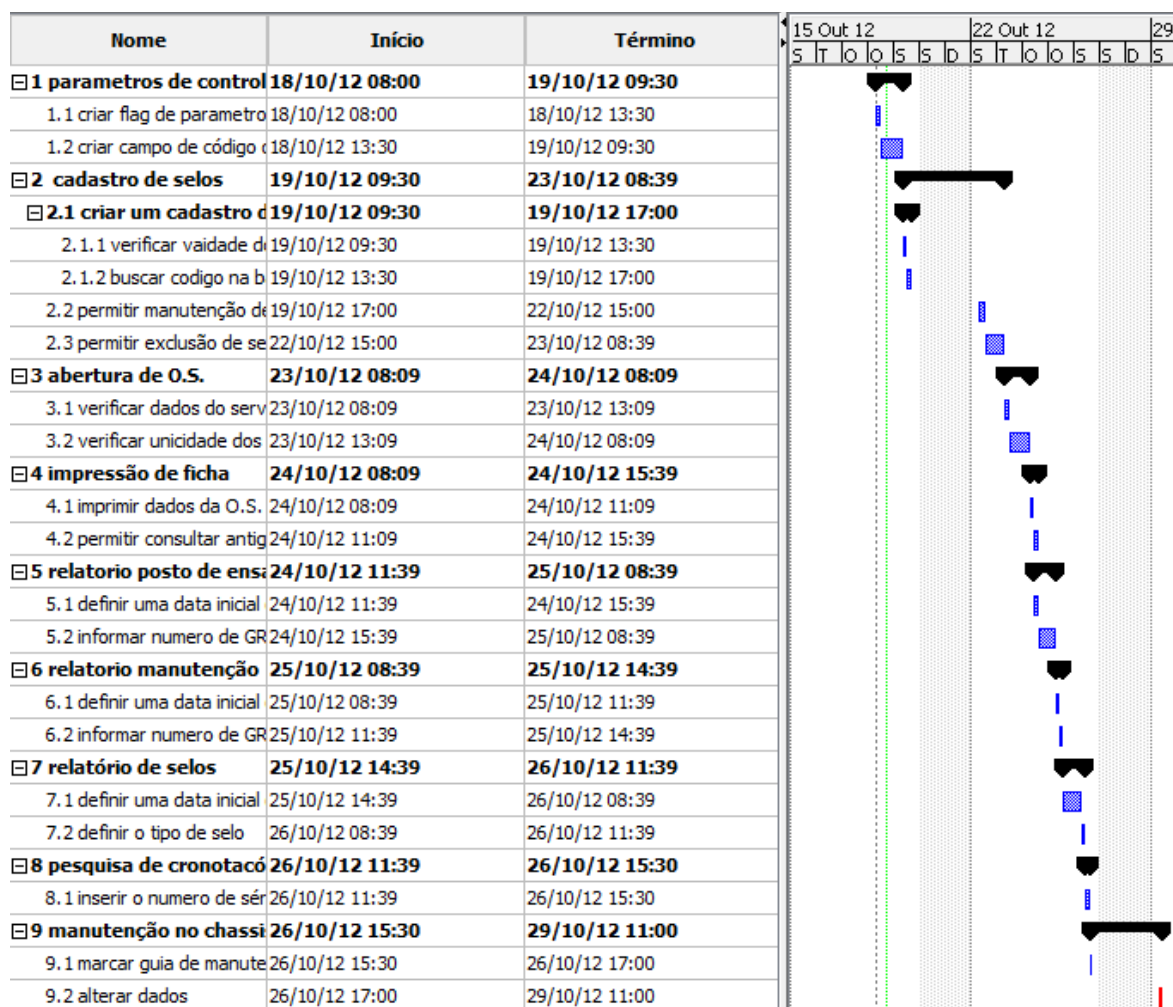 Nome Início Término
15 Out 12 22 Out 12 29
S T O O S S D S T O O S S D S
1 parametros de control 18/10/12 08:00 19/10/12 09:30
1.1 criar flag de parametro 18/10/12 08:00 18/10/12 13:30
1.2 criar campo de código 18/10/12 13:30 19/10/12 09:30
2 cadastro de selos 19/10/12 09:30 23/10/12 08:39
2.1 criar um cadastro d 19/10/12 09:30 19/10/12 17:00
2.1.1 verificar vaidade d 19/10/12 09:30 19/10/12 13:30
2.1.2 buscar codigo na b 19/10/12 13:30 19/10/12 17:00
2.2 permitir manutenção de 19/10/12 17:00 22/10/12 15:00
2.3 permitir exclusão de se 22/10/12 15:00 23/10/12 08:39
3 abertura de O.S. 23/10/12 08:09 24/10/12 08:09
3.1 verificar dados do serv 23/10/12 08:09 23/10/12 13:09
3.2 verificar unicidade dos 23/10/12 13:09 24/10/12 08:09
4 impressão de ficha 24/10/12 08:09 24/10/12 15:39
4.1 imprimir dados da O.S. 24/10/12 08:09 24/10/12 11:09
4.2 permitir consultar antig 24/10/12 11:09 24/10/12 15:39
5 relatorio posto de ensa 24/10/12 11:39 25/10/12 08:39
5.1 definir uma data inicial 24/10/12 11:39 24/10/12 15:39
5.2 informar numero de GR 24/10/12 15:39 25/10/12 08:39
6 relatorio manutenção 25/10/12 08:39 25/10/12 14:39
6.1 definir uma data inicial 25/10/12 08:39 25/10/12 11:39
6.2 informar numero de GR 25/10/12 11:39 25/10/12 14:39
7 relatório de selos 25/10/12 14:39 26/10/12 11:39
7.1 definir uma data inicial 25/10/12 14:39 26/10/12 08:39
7.2 definir o tipo de selo 26/10/12 08:39 26/10/12 11:39
8 pesquisa de cronotacó 26/10/12 11:39 26/10/12 15:30
8.1 inserir o numero de sér 26/10/12 11:39 26/10/12 15:30
9 manutenção no chassi 26/10/12 15:30 29/10/12 11:00
9.1 marcar guia de manute 26/10/12 15:30 26/10/12 17:00
9.2 alterar dados 26/10/12 17:00 29/10/12 11:00